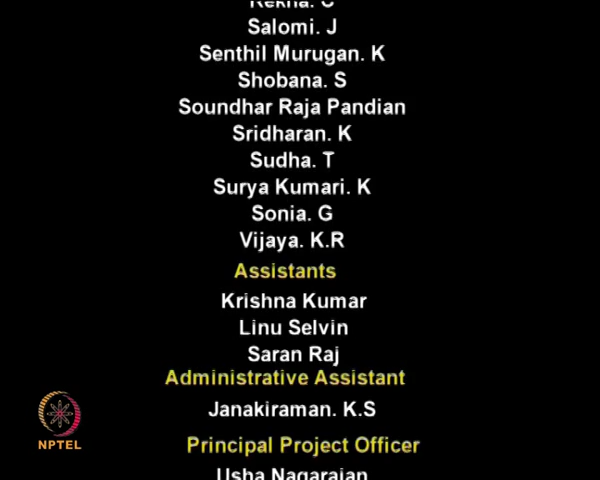 Rekha. C
Salomi. J
Senthil Murugan. K
Shobana. S
Soundhar Raja Pandian
Sridharan. K
Sudha. T
Surya Kumari. K
Sonia. G
Vijaya. K.R
Assistants
Krishna Kumar
Linu Selvin
Saran Raj
Administrative Assistant
Janakiraman. K.S
NPTEL
Principal Project Officer
Usha Nagarajan